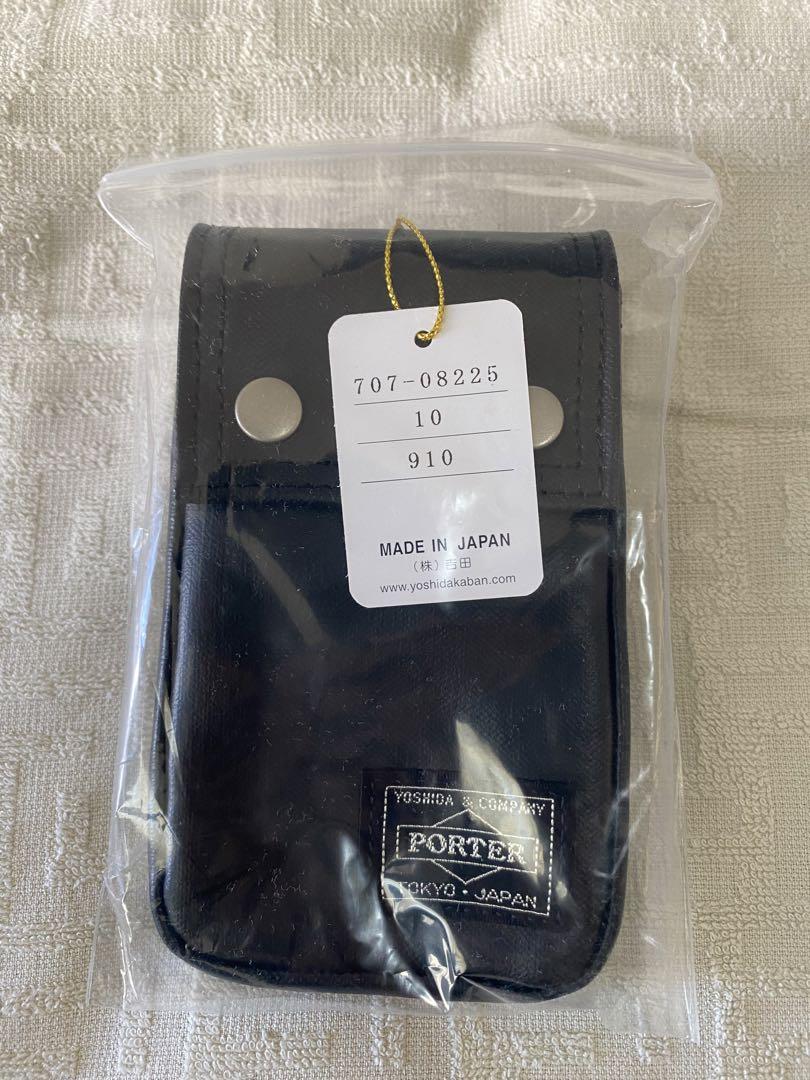 707-08225
10
910
MADE IN JAPAN
(株)吉田
www.yoshidakaban.com
YOSHIDA & COMPANY
PORTER
TOKYO・JAPAN